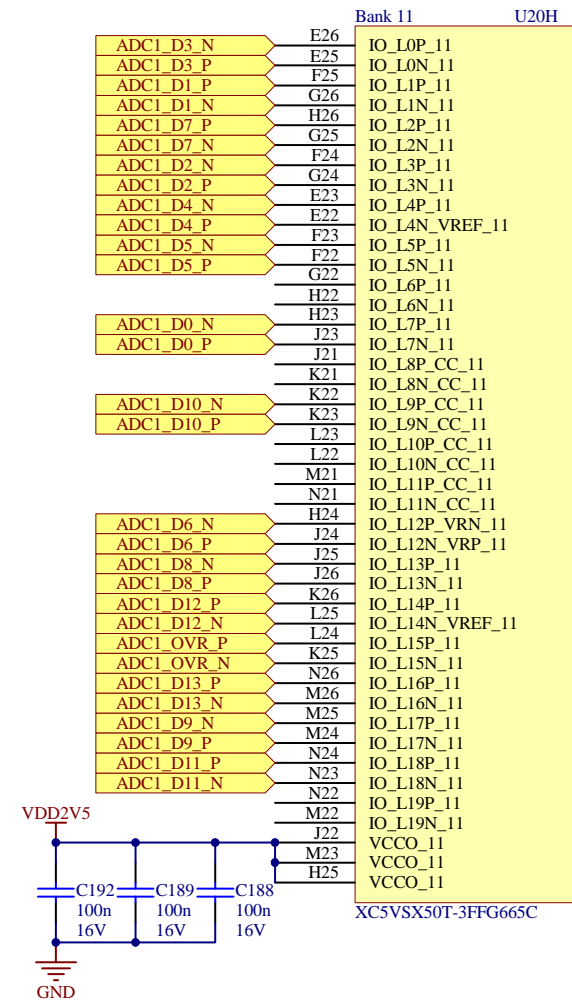 Bank 11 U20H
ADC1_D3_N E26 IO_L0P_11
ADC1_D3_P E25 IO_L0N_11
ADC1_D1_P F25 IO_L1P_11
ADC1_D1_N G26 IO_L1N_11
ADC1_D7_P H26 IO_L2P_11
ADC1_D7_N G25 IO_L2N_11
ADC1_D2_N F24 IO_L3P_11
ADC1_D2_P G24 IO_L3N_11
ADC1_D4_N E23 IO_L4P_11
ADC1_D4_P E22 IO_L4N_VREF_11
ADC1_D5_N F23 IO_L5P_11
ADC1_D5_P F22 IO_L5N_11
G22 IO_L6P_11
H22 IO_L6N_11
ADC1_D0_N H23 IO_L7P_11
ADC1_D0_P J23 IO_L7N_11
J21 IO_L8P_CC_11
K21 IO_L8N_CC_11
ADC1_D10_N K22 IO_L9P_CC_11
ADC1_D10_P K23 IO_L9N_CC_11
L23 IO_L10P_CC_11
L22 IO_L10N_CC_11
M21 IO_L11P_CC_11
N21 IO_L11N_CC_11
ADC1_D6_N H24 IO_L12P_VRN_11
ADC1_D6_P J24 IO_L12N_VRP_11
ADC1_D8_N J25 IO_L13P_11
ADC1_D8_P J26 IO_L13N_11
ADC1_D12_P K26 IO_L14P_11
ADC1_D12_N L25 IO_L14N_VREF_11
ADC1_OVR_P L24 IO_L15P_11
ADC1_OVR_N K25 IO_L15N_11
ADC1_D13_P N26 IO_L16P_11
ADC1_D13_N M26 IO_L16N_11
ADC1_D9_N M25 IO_L17P_11
ADC1_D9_P M24 IO_L17N_11
ADC1_D11_P N24 IO_L18P_11
ADC1_D11_N N23 IO_L18N_11
N22 IO_L19P_11
M22 IO_L19N_11
VDD2V5 J22 VCCO_11
M23 VCCO_11
H25 VCCO_11
C192 C189 C188
100n 100n 100n
16V 16V 16V
XC5VSX50T-3FFG665C
GND